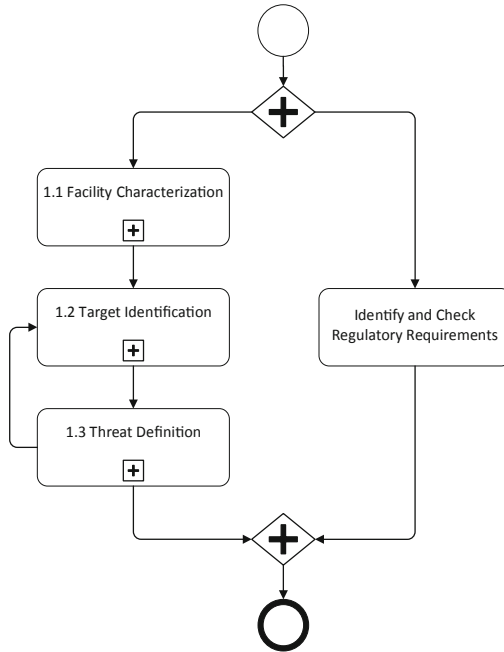 1.1 Facility Characterization
1.2 Target Identification
Identify and Check
Regulatory Requirements
1.3 Threat Definition